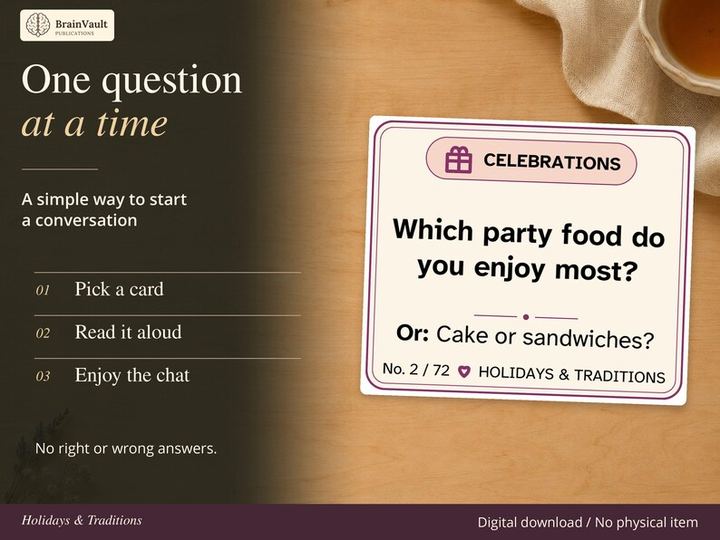 BrainVault
PUBLICATIONS
One question
at a time
A simple way to start
a conversation
01 Pick a card
02 Read it aloud
03 Enjoy the chat
No right or wrong answers.
CELEBRATIONS
Which party food do
you enjoy most?
Or: Cake or sandwiches?
No. 2 / 72 HOLIDAYS & TRADITIONS
Holidays & Traditions
Digital download / No physical item